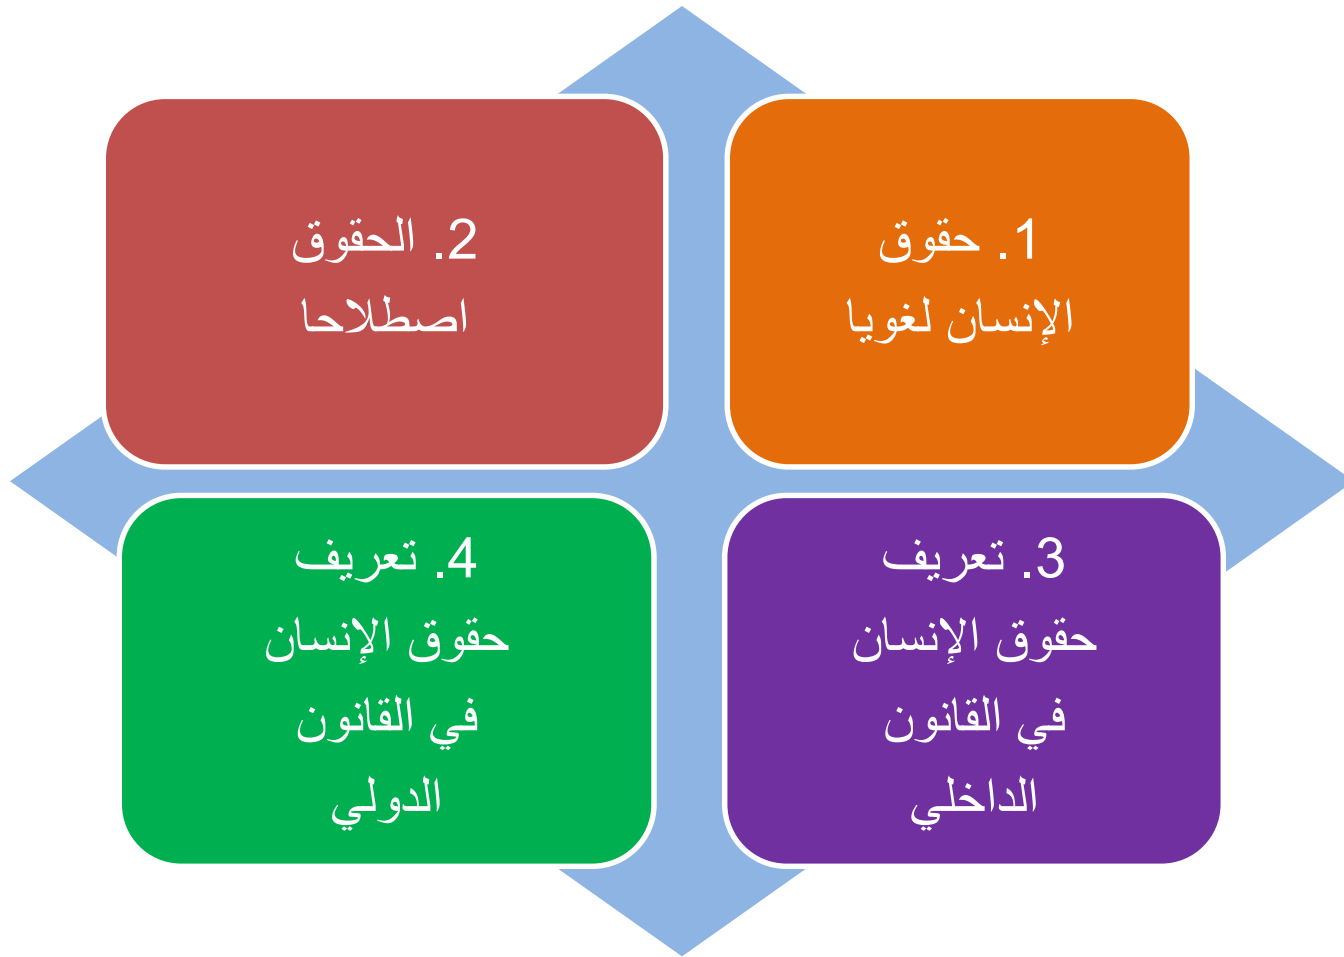 1. حقوق
الإنسان لغويا
2. الحقوق
اصطلاحا
3. تعريف
حقوق الإنسان
في القانون
الداخلي
4. تعريف
حقوق الإنسان
في القانون
الدولي